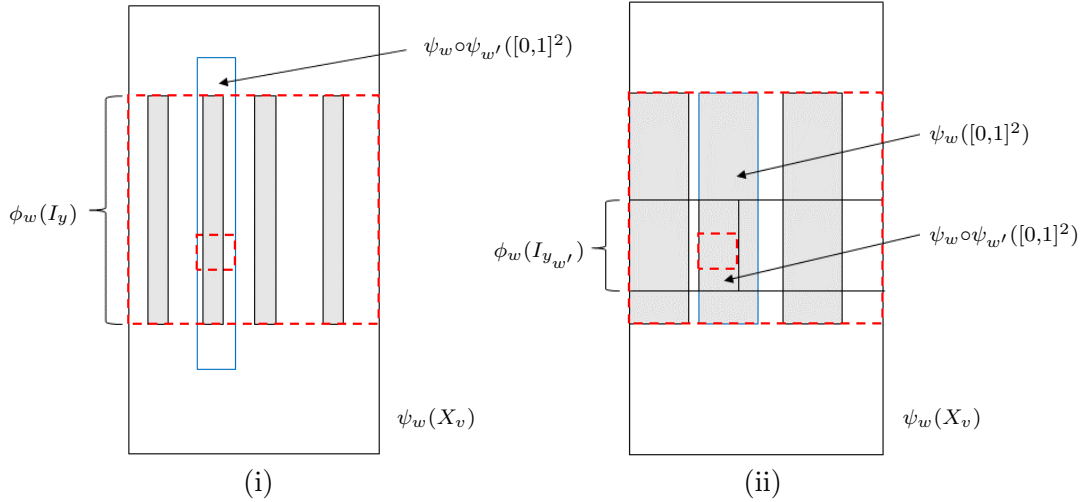 ψ_w∘ψ_{w′}([0,1]²)
ϕ_w(I_y)
ψ_w(X_v)
(i)
ψ_w([0,1]²)
ϕ_w(I_{y_{w′}})
ψ_w∘ψ_{w′}([0,1]²)
ψ_w(X_v)
(ii)